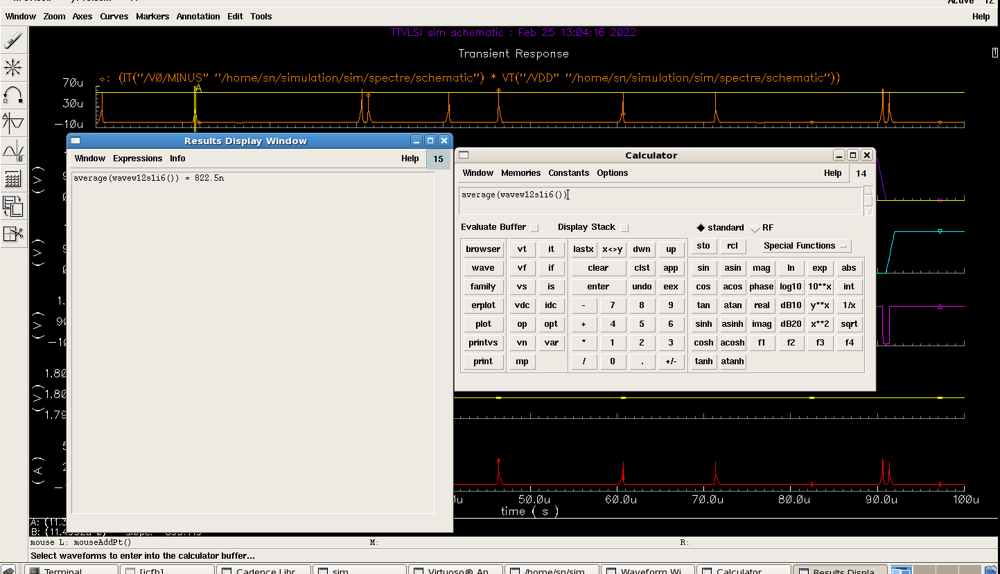 Active 12
Window Zoom Axes Curves Markers Annotation Edit Tools Help
TTVLSI sim schematic : Feb 25 13:04:16 2022
Transient Response
1
: (IT("/V0/MINUS" "/home/sn/simulation/sim/spectre/schematic") * VT("/VDD" "/home/sn/simulation/sim/spectre/schematic"))
70u
A
30u
-10u
Results Display Window
Window Expressions Info Help 15
average(wavew12s1i6()) = 822.5n
Calculator
Window Memories Constants Options Help 14
average(wavew12s1i6())
Evaluate Buffer Display Stack standard RF
browser vt it lastx x<>y dwn up sto rcl Special Functions
wave vf if clear clst app sin asin mag ln exp abs
family vs is enter undo eex cos acos phase log10 10**x int
erplot vdc idc - 7 8 9 tan atan real dB10 y**x 1/x
plot op opt + 4 5 6 sinh asinh imag dB20 x**2 sqrt
printvs vn var * 1 2 3 cosh acosh f1 f2 f3 f4
print mp / 0 . +/- tanh atanh
(V)
(V)
(V)
1.80
(V)
1.80
1.79
(A)
50.0u 60.0u 70.0u 80.0u 90.0u 100u
time ( s )
A: (11.3
B: (11.
mouse L: mouseAddPt() M: R:
Select waveforms to enter into the calculator buffer...
Terminal [icfb] Cadence Libr sim Virtuoso® An /home/sn/sim Waveform Wi Calculator Results Displa